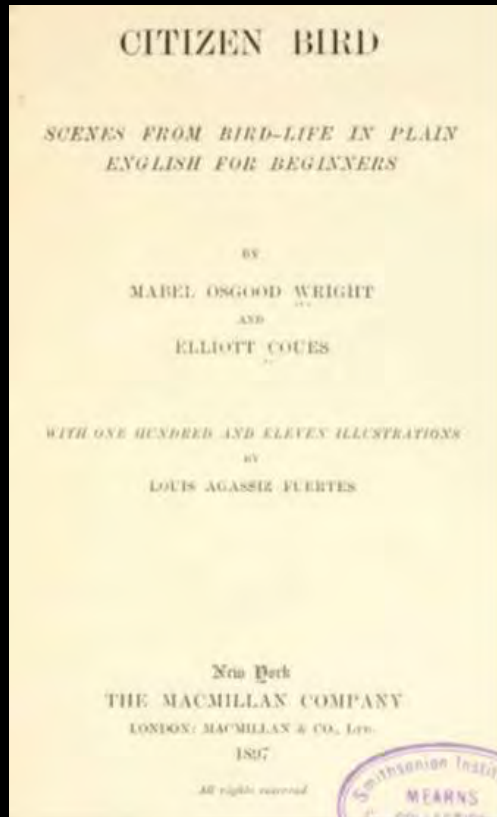 CITIZEN BIRD
SCENES FROM BIRD-LIFE IN PLAIN
ENGLISH FOR BEGINNERS
BY
MABEL OSGOOD WRIGHT
AND
ELLIOTT COUES
WITH ONE HUNDRED AND ELEVEN ILLUSTRATIONS
BY
LOUIS AGASSIZ FUERTES
New York
THE MACMILLAN COMPANY
LONDON: MACMILLAN & CO., LTD.
1897
All rights reserved
Smithsonian Instit
MEARNS